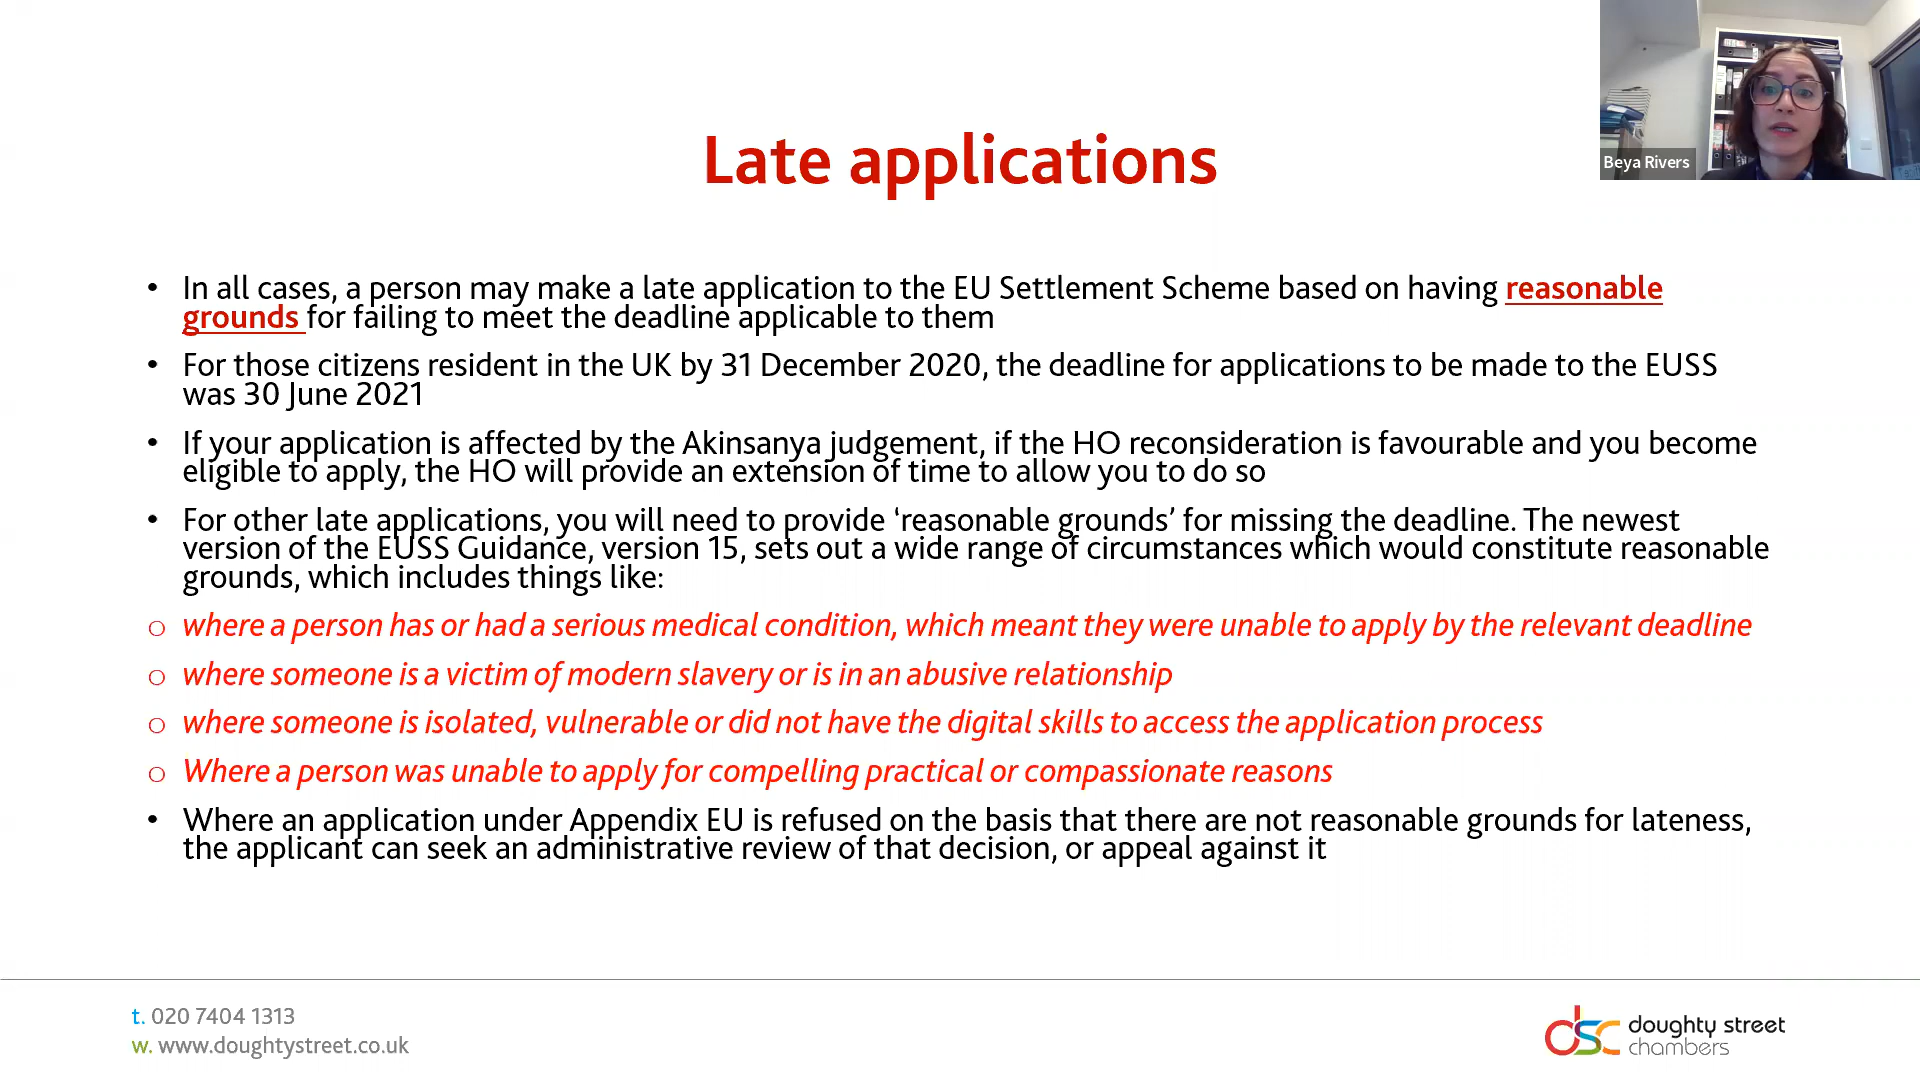 Beya Rivers
Late applications
• In all cases, a person may make a late application to the EU Settlement Scheme based on having reasonable
grounds for failing to meet the deadline applicable to them
• For those citizens resident in the UK by 31 December 2020, the deadline for applications to be made to the EUSS
was 30 June 2021
• If your application is affected by the Akinsanya judgement, if the HO reconsideration is favourable and you become
eligible to apply, the HO will provide an extension of time to allow you to do so
• For other late applications, you will need to provide ‘reasonable grounds’ for missing the deadline. The newest
version of the EUSS Guidance, version 15, sets out a wide range of circumstances which would constitute reasonable
grounds, which includes things like:
o where a person has or had a serious medical condition, which meant they were unable to apply by the relevant deadline
o where someone is a victim of modern slavery or is in an abusive relationship
o where someone is isolated, vulnerable or did not have the digital skills to access the application process
o Where a person was unable to apply for compelling practical or compassionate reasons
• Where an application under Appendix EU is refused on the basis that there are not reasonable grounds for lateness,
the applicant can seek an administrative review of that decision, or appeal against it
t. 020 7404 1313
w. www.doughtystreet.co.uk
dsc doughty street
chambers